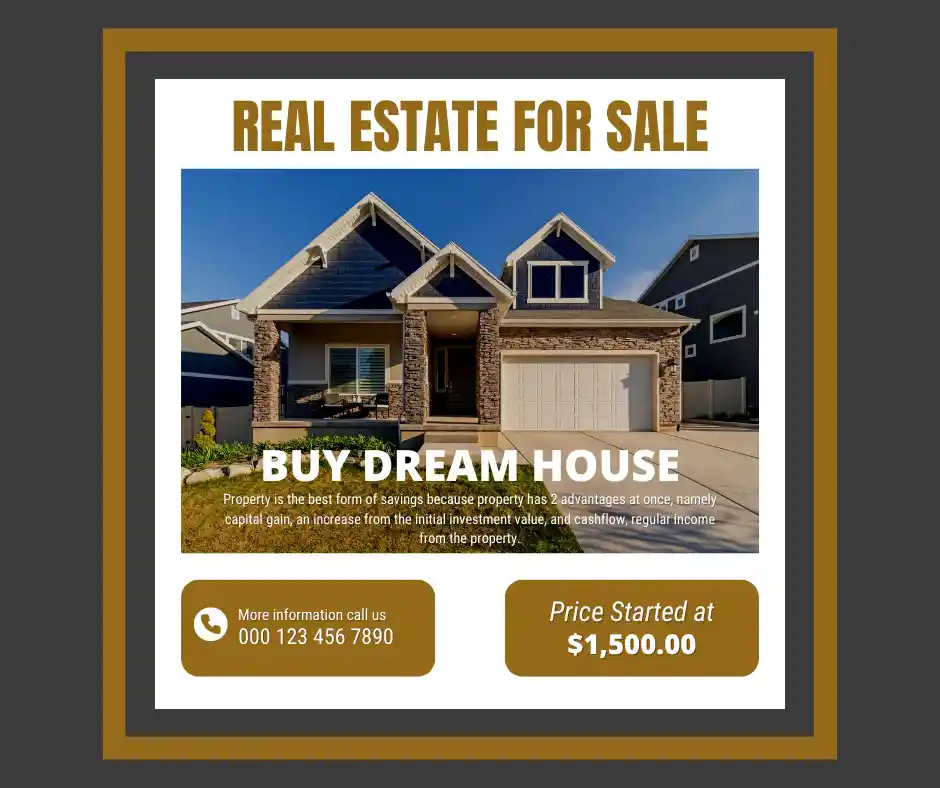 REAL ESTATE FOR SALE
BUY DREAM HOUSE
Property is the best form of savings because property has 2 advantages at once, namely
capital gain, an increase from the initial investment value, and cashflow, regular income
from the property.
More information call us
000 123 456 7890
Price Started at
$1,500.00